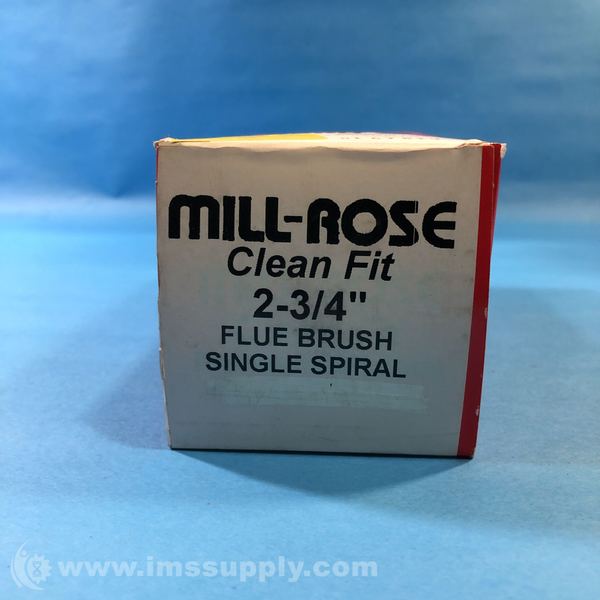 MILL-ROSE
Clean Fit
2-3/4"
FLUE BRUSH
SINGLE SPIRAL
www.imssupply.com